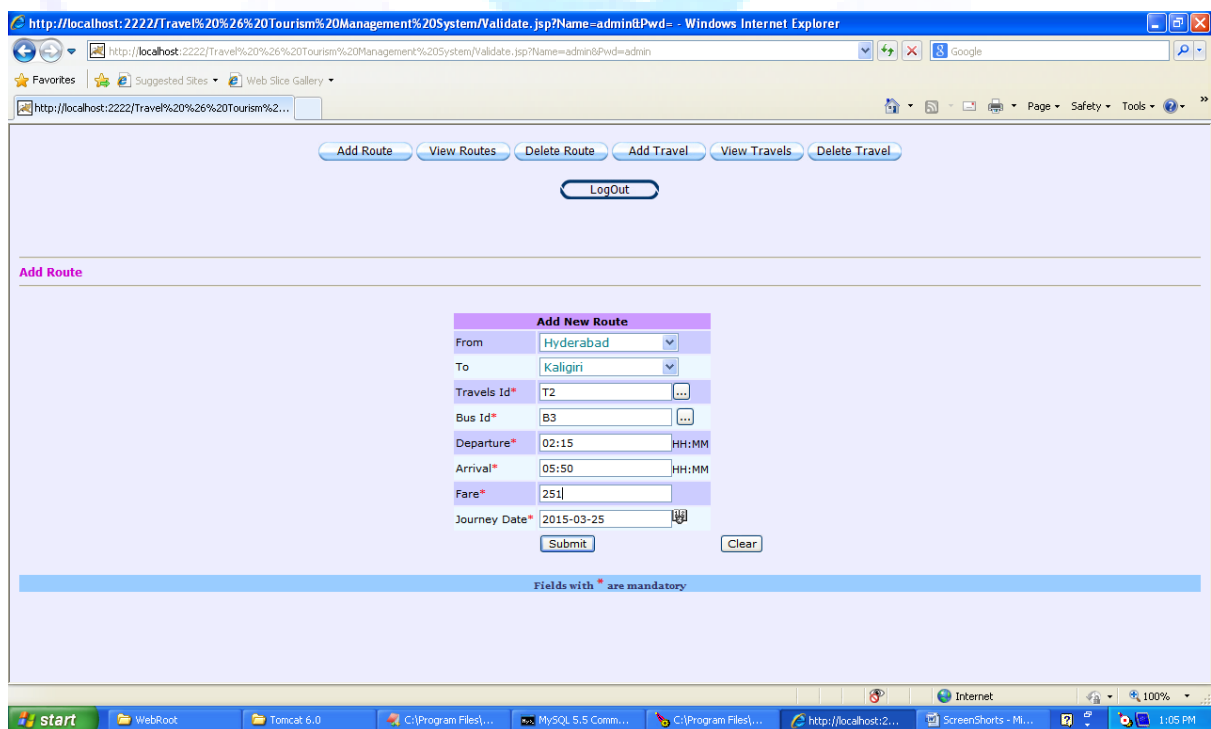 http://localhost:2222/Travel%20%26%20Tourism%20Management%20System/Validate.jsp?Name=admin&Pwd= - Windows Internet Explorer
http://localhost:2222/Travel%20%26%20Tourism%20Management%20System/Validate.jsp?Name=admin&Pwd=admin
Google
Favorites Suggested Sites Web Slice Gallery
http://localhost:2222/Travel%20%26%20Tourism%2...
Page Safety Tools
Add Route View Routes Delete Route Add Travel View Travels Delete Travel
LogOut
Add Route
Add New Route
From Hyderabad
To Kaligiri
Travels Id* T2 ...
Bus Id* B3 ...
Departure* 02:15 HH:MM
Arrival* 05:50 HH:MM
Fare* 251
Journey Date* 2015-03-25
Submit Clear
Fields with * are mandatory
Internet 100%
start WebRoot Tomcat 6.0 C:\Program Files\... MySQL 5.5 Comm... C:\Program Files\... http://localhost:2... ScreenShorts - Mi... 1:05 PM